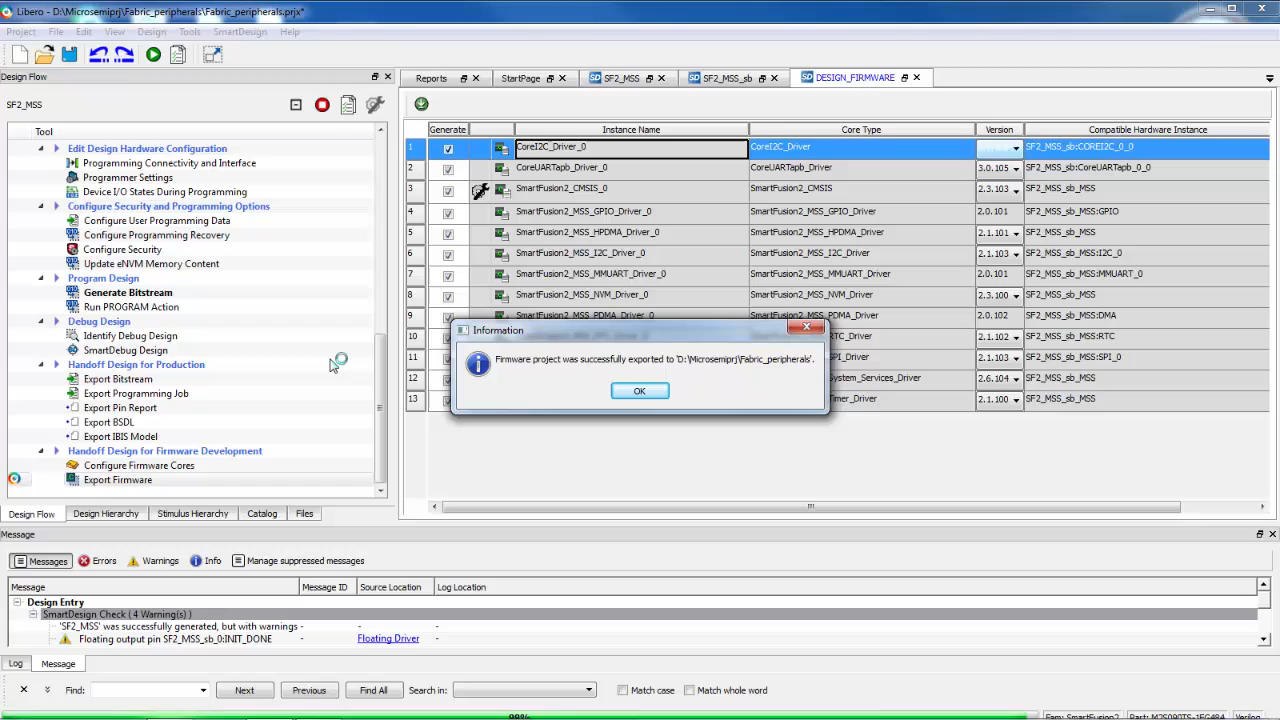 Libero - D:\Microsemiprj\Fabric_peripherals\Fabric_peripherals.prjx*
Project File Edit View Design Tools SmartDesign Help
Design Flow
Reports StartPage SF2_MSS SF2_MSS_sb DESIGN_FIRMWARE
SF2_MSS
Tool
Edit Design Hardware Configuration
Programming Connectivity and Interface
Programmer Settings
Device I/O States During Programming
Configure Security and Programming Options
Configure User Programming Data
Configure Programming Recovery
Configure Security
Update eNVM Memory Content
Program Design
Generate Bitstream
Run PROGRAM Action
Debug Design
Identify Debug Design
SmartDebug Design
Handoff Design for Production
Export Bitstream
Export Programming Job
Export Pin Report
Export BSDL
Export IBIS Model
Handoff Design for Firmware Development
Configure Firmware Cores
Export Firmware
Design Flow Design Hierarchy Stimulus Hierarchy Catalog Files
Generate Instance Name Core Type Version Compatible Hardware Instance
1 CoreI2C_Driver_0 CoreI2C_Driver SF2_MSS_sb:COREI2C_0_0
2 CoreUARTapb_Driver_0 CoreUARTapb_Driver 3.0.105 SF2_MSS_sb:CoreUARTapb_0_0
3 SmartFusion2_CMSIS_0 SmartFusion2_CMSIS 2.3.103 SF2_MSS_sb_MSS
4 SmartFusion2_MSS_GPIO_Driver_0 SmartFusion2_MSS_GPIO_Driver 2.0.101 SF2_MSS_sb_MSS:GPIO
5 SmartFusion2_MSS_HPDMA_Driver_0 SmartFusion2_MSS_HPDMA_Driver 2.1.101 SF2_MSS_sb_MSS
6 SmartFusion2_MSS_I2C_Driver_0 SmartFusion2_MSS_I2C_Driver 2.1.103 SF2_MSS_sb_MSS:I2C_0
7 SmartFusion2_MSS_MMUART_Driver_0 SmartFusion2_MSS_MMUART_Driver 2.0.101 SF2_MSS_sb_MSS:MMUART_0
8 SmartFusion2_MSS_NVM_Driver_0 SmartFusion2_MSS_NVM_Driver 2.3.100 SF2_MSS_sb_MSS
9 SmartFusion2_MSS_PDMA_Driver_0 SmartFusion2_MSS_PDMA_Driver 2.0.102 SF2_MSS_sb_MSS:DMA
10 RTC_Driver 2.1.102 SF2_MSS_sb_MSS:RTC
11 SPI_Driver 2.1.103 SF2_MSS_sb_MSS:SPI_0
12 System_Services_Driver 2.6.104 SF2_MSS_sb_MSS
13 Timer_Driver 2.1.100 SF2_MSS_sb_MSS
Information
Firmware project was successfully exported to 'D:\Microsemiprj\Fabric_peripherals'.
OK
Message
Messages Errors Warnings Info Manage suppressed messages
Message Message ID Source Location Log Location
Design Entry
SmartDesign Check ( 4 Warning(s) )
'SF2_MSS' was successfully generated, but with warnings - - -
Floating output pin SF2_MSS_sb_0:INIT_DONE Floating Driver -
Log Message
Find: Next Previous Find All Search in: Match case Match whole word
98% Fam: SmartFusion2 Part: M2S090TS-1FG484 Verilog